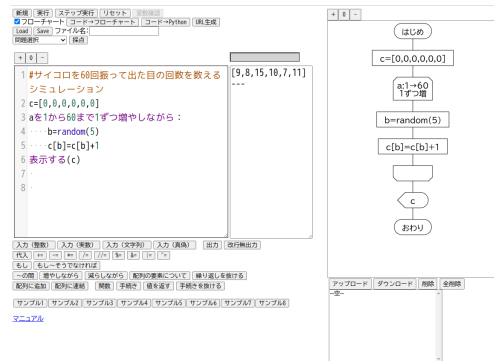 新規 実行 ステップ実行 リセット 変数確認
フローチャート コード→フローチャート コード→Python URL生成
Load Save ファイル名:
問題選択 採点
+ 0 -
1 #サイコロを60回振って出た目の回数を数える
シミュレーション
2 c=[0,0,0,0,0,0]
3 aを1から60まで1ずつ増やしながら:
4 b=random(5)
5 c[b]=c[b]+1
6 表示する(c)
7
8
[9,8,15,10,7,11]
---
入力(整数) 入力(実数) 入力(文字列) 入力(真偽) 出力 改行無出力
代入 += -= *= /= //= %= &= |= ^=
もし もし~そうでなければ
~の間 増やしながら 減らしながら 配列の要素について 繰り返しを抜ける
配列に追加 配列に連結 関数 手続き 値を返す 手続きを抜ける
サンプル1 サンプル2 サンプル3 サンプル4 サンプル5 サンプル6 サンプル7 サンプル8
マニュアル
+ 0 -
はじめ
c=[0,0,0,0,0,0]
a:1→60
1ずつ増
b=random(5)
c[b]=c[b]+1
c
おわり
アップロード ダウンロード 削除 全削除
-空-